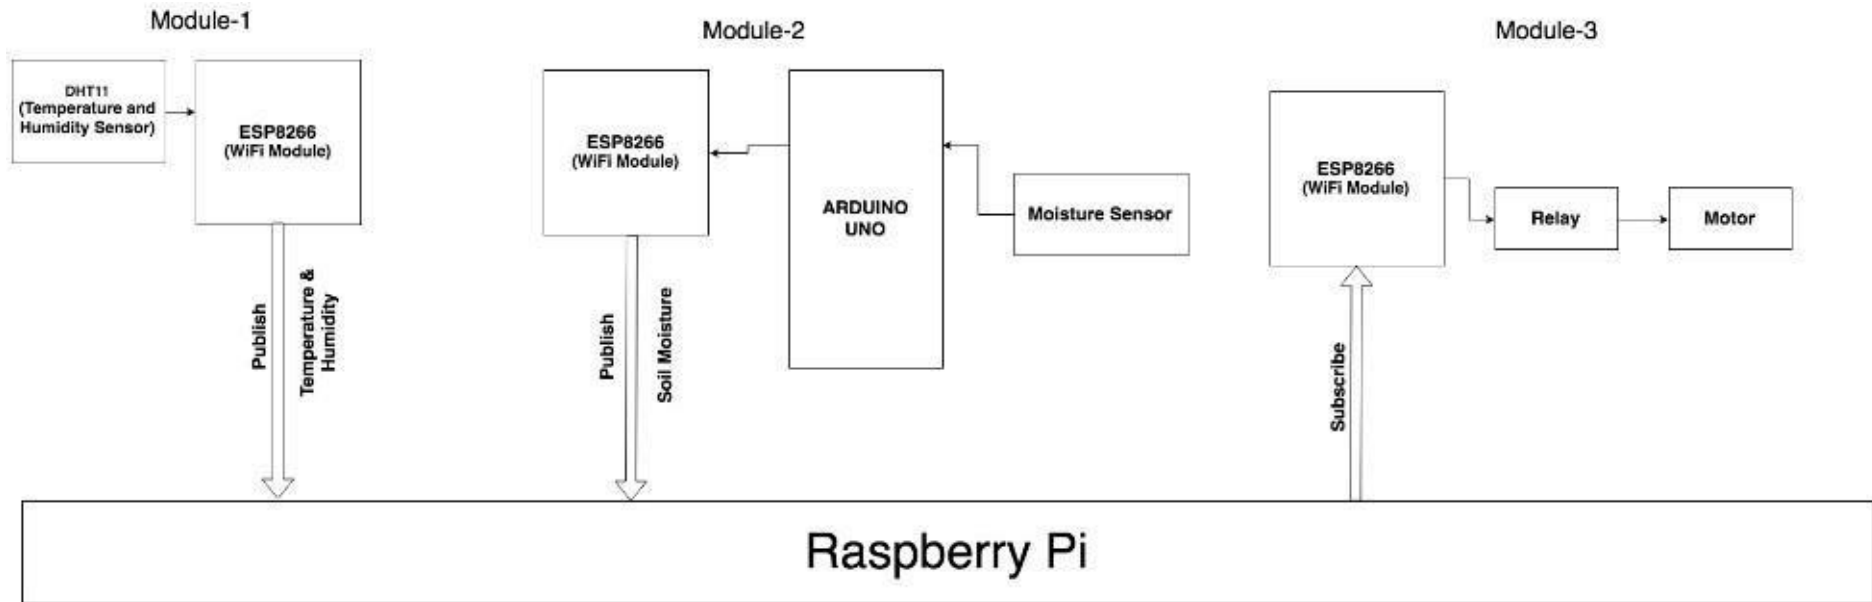 Module-1
DHT11
(Temperature and
Humidity Sensor)
ESP8266
(WiFi Module)
Publish
Temperature &
Humidity
Module-2
ESP8266
(WiFi Module)
ARDUINO
UNO
Moisture Sensor
Publish
Soil Moisture
Module-3
ESP8266
(WiFi Module)
Relay
Motor
Subscribe
Raspberry Pi